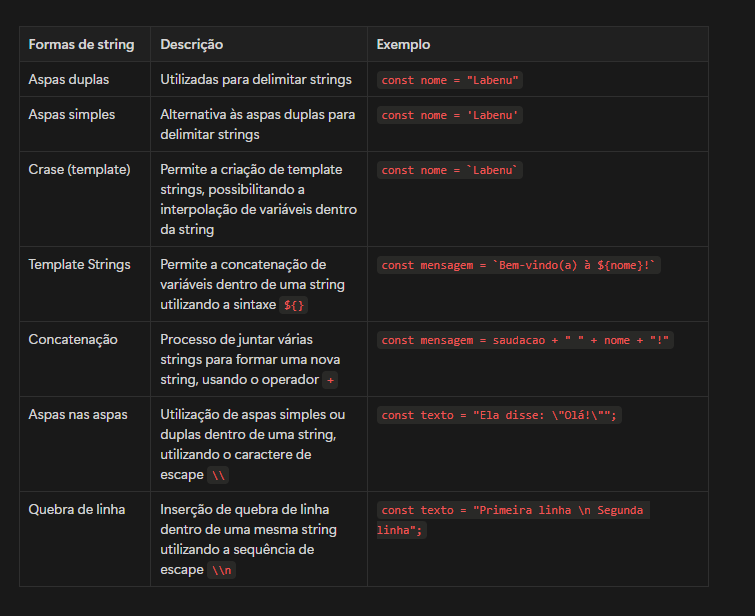 Formas de string Descrição Exemplo
Aspas duplas Utilizadas para delimitar strings const nome = "Labenu"
Aspas simples Alternativa às aspas duplas para const nome = 'Labenu'
delimitar strings
Crase (template) Permite a criação de template const nome = `Labenu`
strings, possibilitando a
interpolação de variáveis dentro
da string
Template Strings Permite a concatenação de const mensagem = `Bem-vindo(a) à ${nome}!`
variáveis dentro de uma string
utilizando a sintaxe ${}
Concatenação Processo de juntar várias const mensagem = saudacao + " " + nome + "!"
strings para formar uma nova
string, usando o operador +
Aspas nas aspas Utilização de aspas simples ou const texto = "Ela disse: \"Olá!\"";
duplas dentro de uma string,
utilizando o caractere de
escape \\
Quebra de linha Inserção de quebra de linha const texto = "Primeira linha \n Segunda
dentro de uma mesma string linha";
utilizando a sequência de
escape \\n